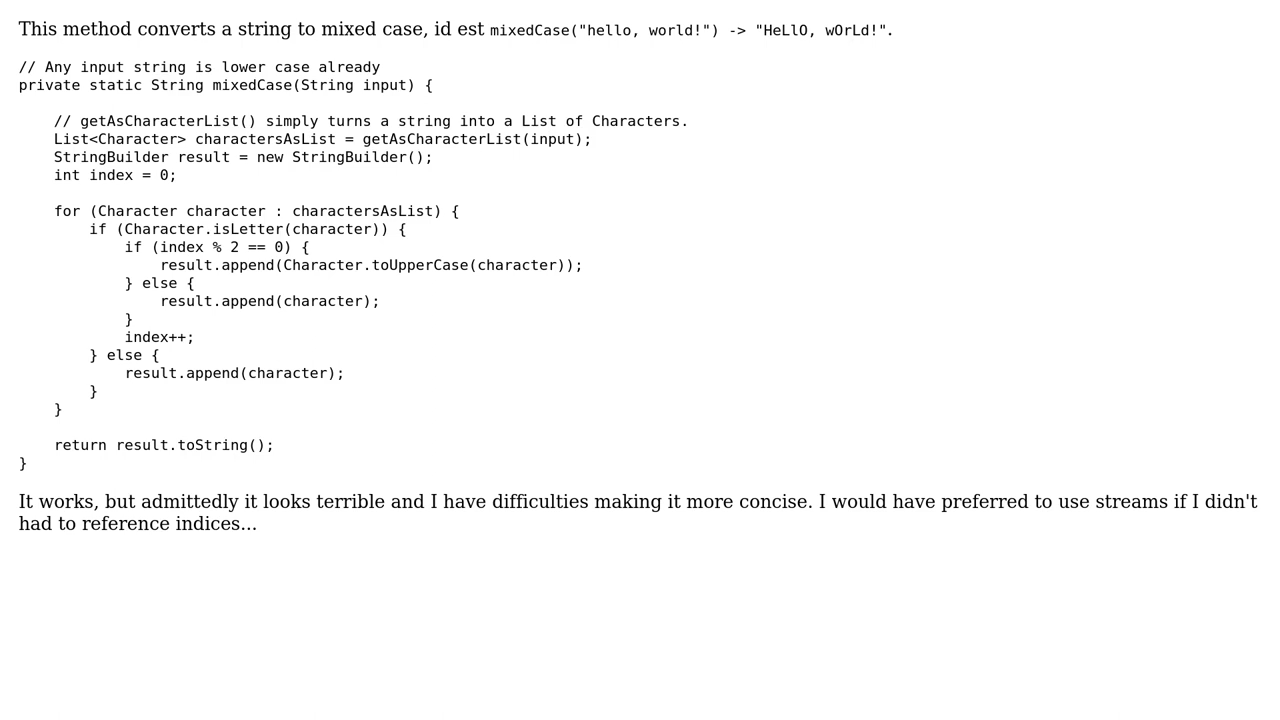 This method converts a string to mixed case, id est mixedCase("hello, world!") -> "HeLlO, wOrLd!".
// Any input string is lower case already
private static String mixedCase(String input) {
    // getAsCharacterList() simply turns a string into a List of Characters.
    List<Character> charactersAsList = getAsCharacterList(input);
    StringBuilder result = new StringBuilder();
    int index = 0;
    for (Character character : charactersAsList) {
        if (Character.isLetter(character)) {
            if (index % 2 == 0) {
                result.append(Character.toUpperCase(character));
            } else {
                result.append(character);
            }
            index++;
        } else {
            result.append(character);
        }
    }
    return result.toString();
}
It works, but admittedly it looks terrible and I have difficulties making it more concise. I would have preferred to use streams if I didn't
had to reference indices...